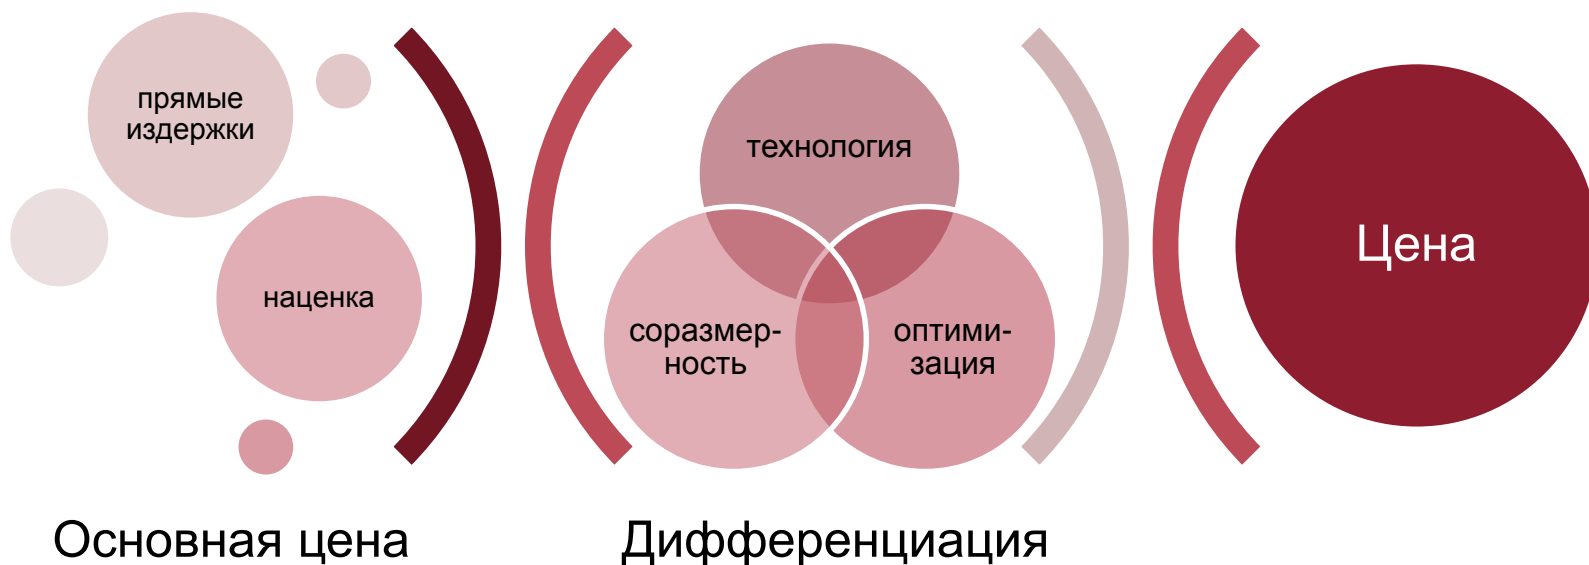 прямые
издержки
наценка
Основная цена
технология
соразмер-
ность
оптими-
зация
Дифференциация
Цена